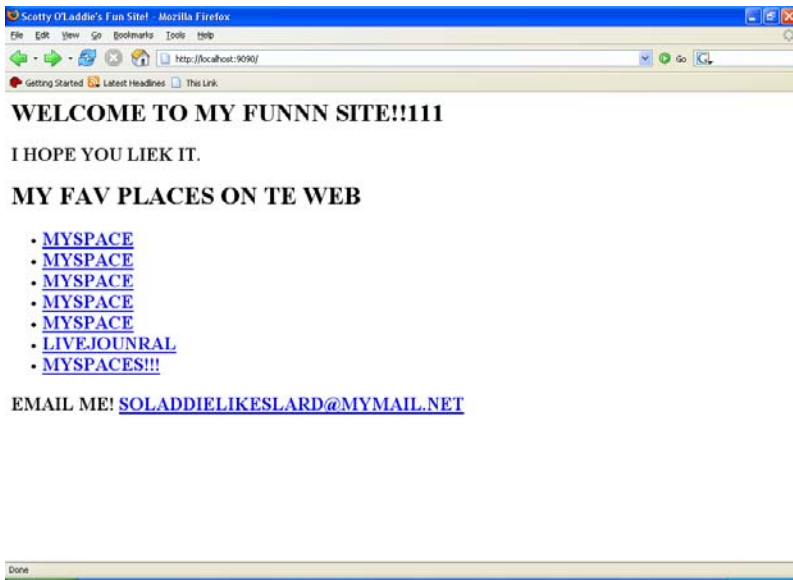 Scotty O'Laddie's Fun Site! - Mozilla Firefox
File Edit View Go Bookmarks Tools Help
http://localhost:9090/ Go
Getting Started Latest Headlines This Link
WELCOME TO MY FUNNN SITE!!111
I HOPE YOU LIEK IT.
MY FAV PLACES ON TE WEB
• MYSPACE
• MYSPACE
• MYSPACE
• MYSPACE
• MYSPACE
• LIVEJOUNRAL
• MYSPACES!!!
EMAIL ME! SOLADDIELIKESLARD@MYMAIL.NET
Done